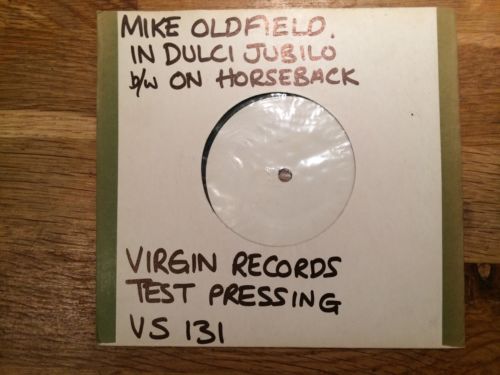 MIKE OLDFIELD.
IN DULCI JUBILO
b/w ON HORSEBACK
VIRGIN RECORDS
TEST PRESSING
VS 131